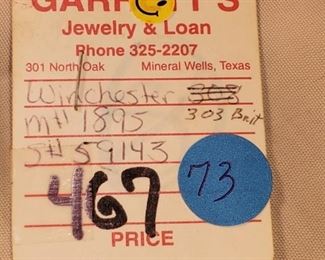 Jewelry & Loan
Phone 325-2207
301 North Oak Mineral Wells, Texas
Winchester 303
M# 1895 303 Brit
S# 59143
467
73
PRICE